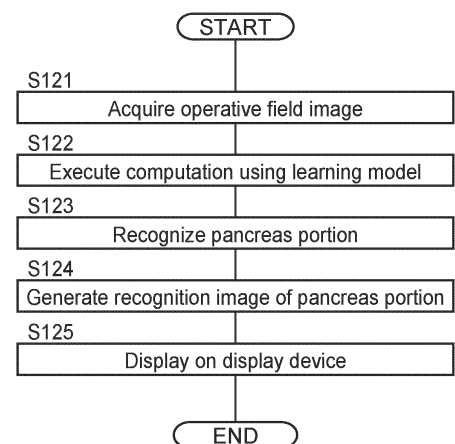 START
S121
Acquire operative field image
S122
Execute computation using learning model
S123
Recognize pancreas portion
S124
Generate recognition image of pancreas portion
S125
Display on display device
END